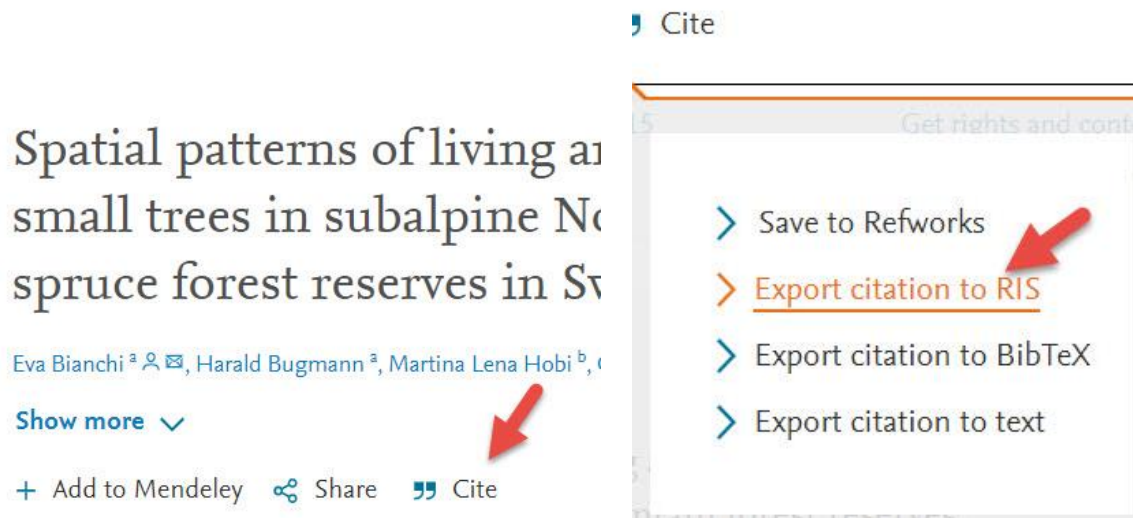 Spatial patterns of living
small trees in subalpine
spruce forest reserves in
Eva Bianchi a, Harald Bugmann a, Martina Lena Hobi b,
Show more
+ Add to Mendeley Share Cite
Cite
15 Get rights and cont
Save to Refworks
Export citation to RIS
Export citation to BibTeX
Export citation to text